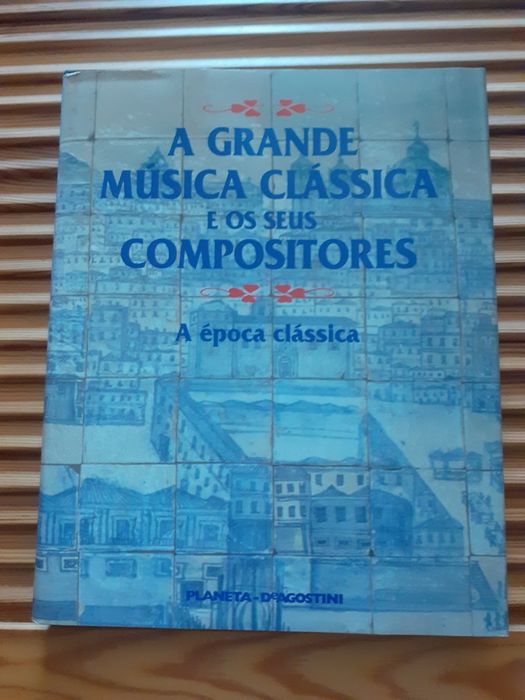 A GRANDE
MÚSICA CLÁSSICA
E OS SEUS
COMPOSITORES
A época clássica
PLANETA-DeAGOSTINI